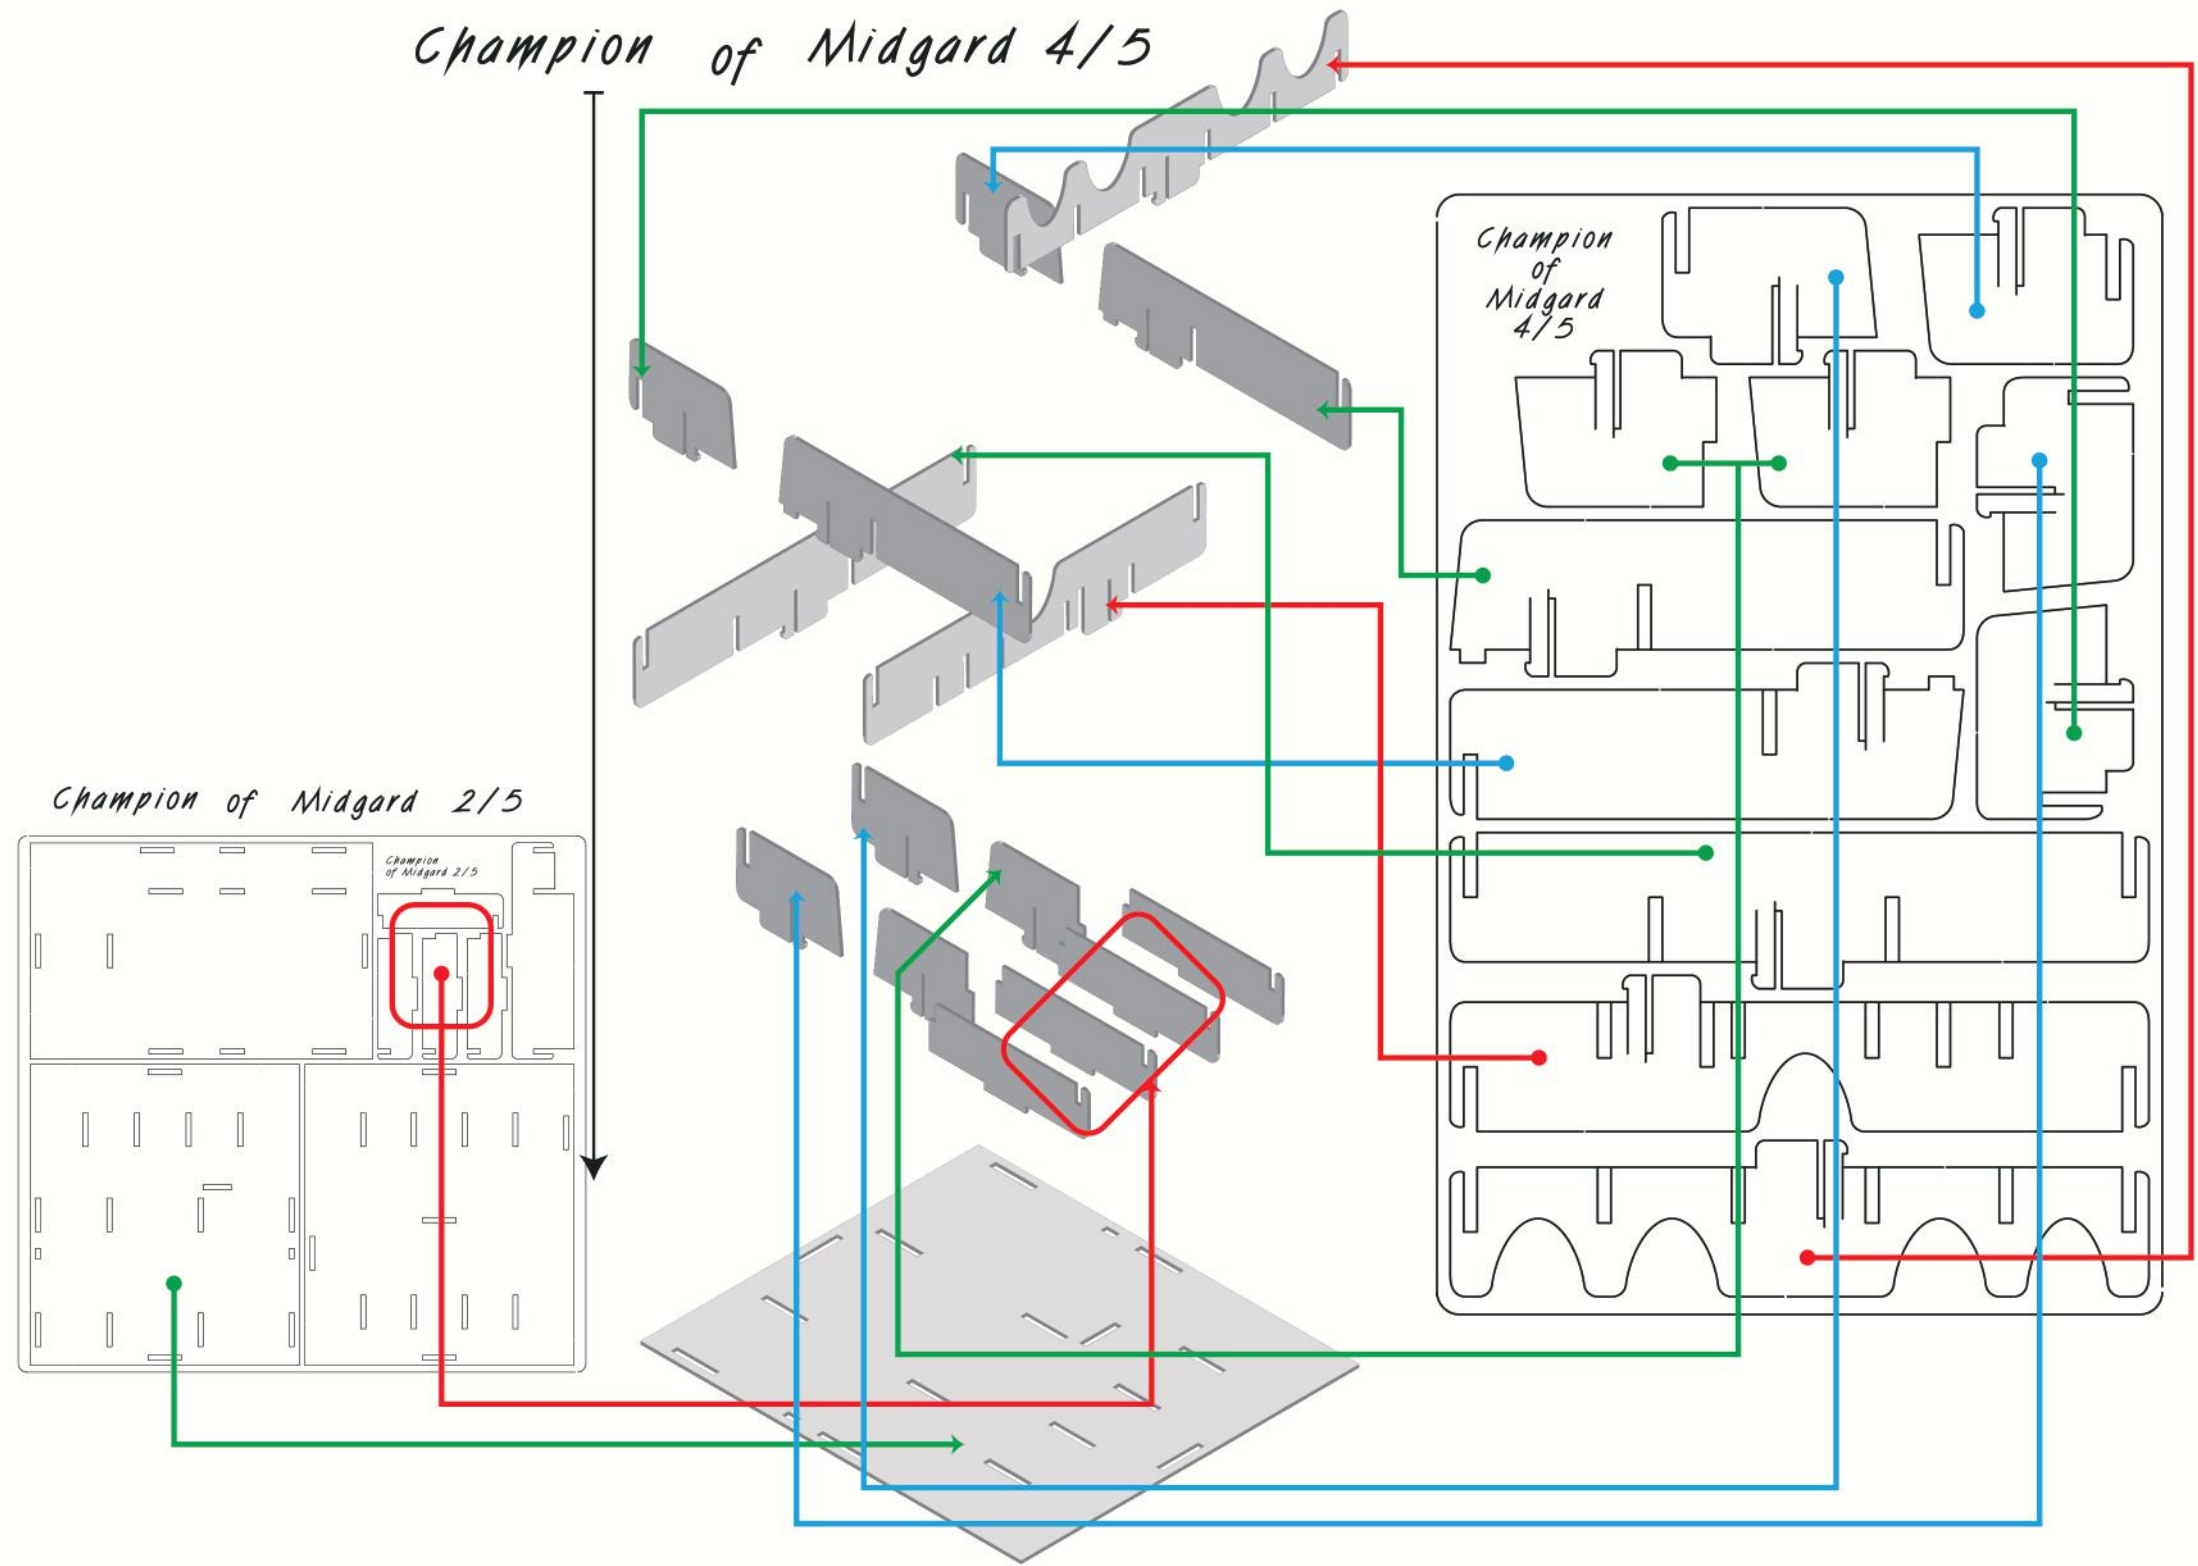 Champion of Midgard 4/5
Champion
of
Midgard
4/5
Champion of Midgard 2/5
Champion
of Midgard 2/5